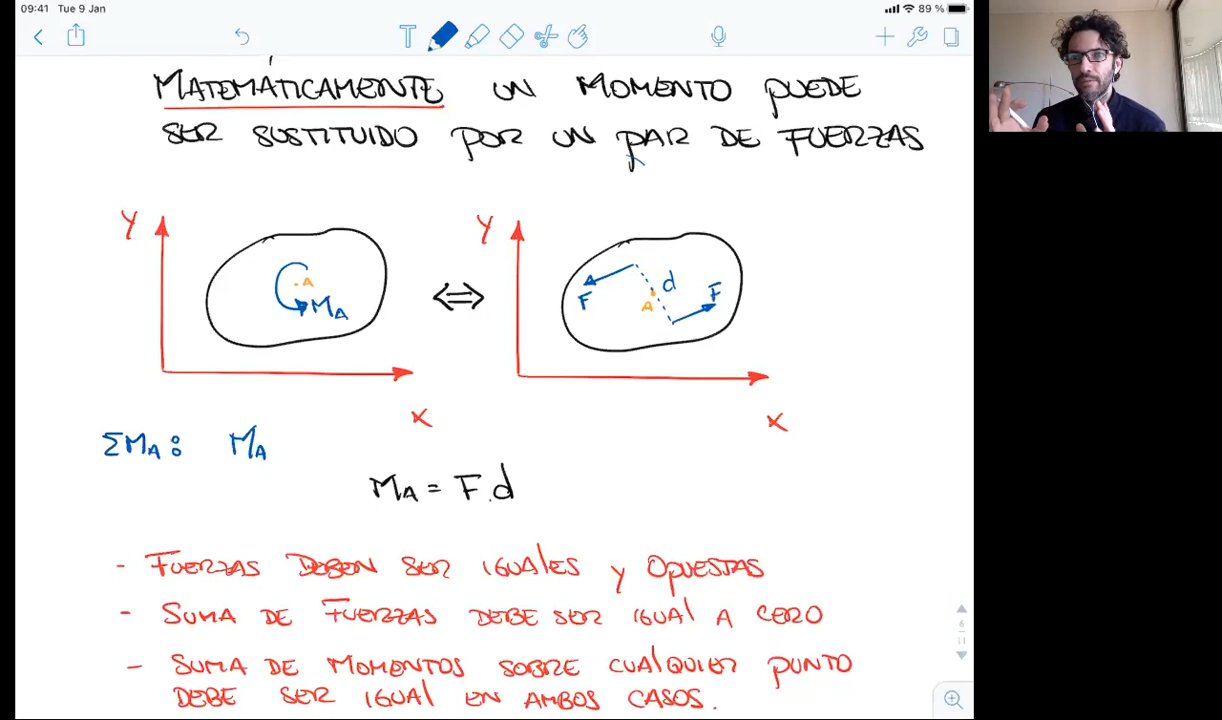 09:41 Tue 9 Jan
89 %
T
MATEMÁTICAMENTE UN MOMENTO PUEDE
SER SUSTITUIDO POR UN PAR DE FUERZAS
Y
Y
A
MA
d
F
F
A
X
X
ΣMA: MA
MA = F.d
- FUERZAS DEBEN SER IGUALES Y OPUESTAS
- SUMA DE FUERZAS DEBE SER IGUAL A CERO
- SUMA DE MOMENTOS SOBRE CUALQUIER PUNTO
DEBE SER IGUAL EN AMBOS CASOS.
6
11